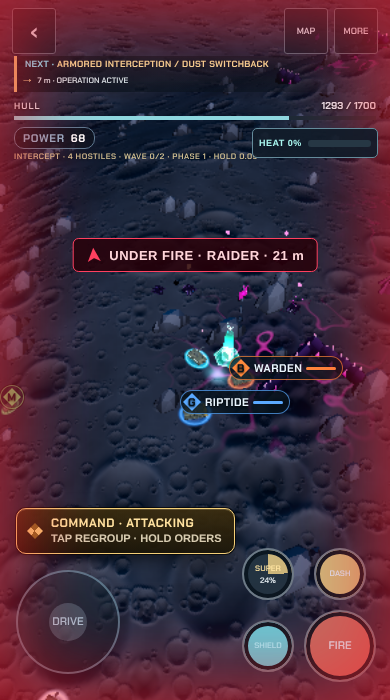 ‹
MAP
MORE
NEXT · ARMORED INTERCEPTION / DUST SWITCHBACK
→ 7 m · OPERATION ACTIVE
HULL
1293 / 1700
POWER 68
HEAT 0%
INTERCEPT · 4 HOSTILES · WAVE 0/2 · PHASE 1 · HOLD 0.0
UNDER FIRE · RAIDER · 21 m
B WARDEN
RIPTIDE
M
COMMAND · ATTACKING
TAP REGROUP · HOLD ORDERS
SUPER
24%
DASH
DRIVE
SHIELD
FIRE